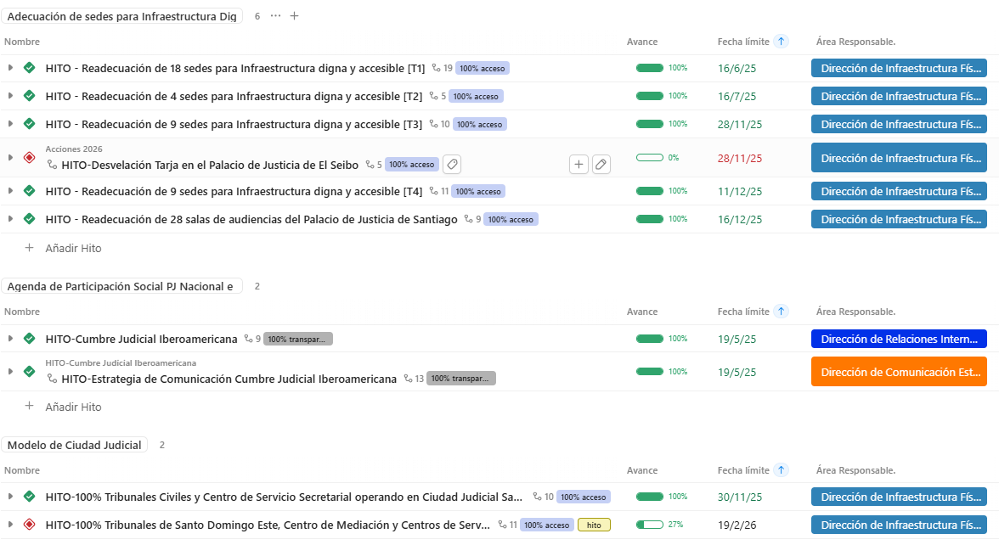 Adecuación de sedes para Infraestructura Dig 6 ... +
Nombre Avance Fecha límite ↑ Área Responsable.
HITO - Readecuación de 18 sedes para Infraestructura digna y accesible [T1] 19 100% acceso 100% 16/6/25 Dirección de Infraestructura Fís...
HITO - Readecuación de 4 sedes para Infraestructura digna y accesible [T2] 5 100% acceso 100% 16/7/25 Dirección de Infraestructura Fís...
HITO - Readecuación de 9 sedes para Infraestructura digna y accesible [T3] 10 100% acceso 100% 28/11/25 Dirección de Infraestructura Fís...
Acciones 2026
HITO-Desvelación Tarja en el Palacio de Justicia de El Seibo 5 100% acceso + 0% 28/11/25 Dirección de Infraestructura Fís...
HITO - Readecuación de 9 sedes para Infraestructura digna y accesible [T4] 11 100% acceso 100% 11/12/25 Dirección de Infraestructura Fís...
HITO - Readecuación de 28 salas de audiencias del Palacio de Justicia de Santiago 9 100% acceso 100% 16/12/25 Dirección de Infraestructura Fís...
+ Añadir Hito
Agenda de Participación Social PJ Nacional e 2
Nombre Avance Fecha límite ↑ Área Responsable.
HITO-Cumbre Judicial Iberoamericana 9 100% transpar... 100% 19/5/25 Dirección de Relaciones Intern...
HITO-Cumbre Judicial Iberoamericana
HITO-Estrategia de Comunicación Cumbre Judicial Iberoamericana 13 100% transpar... 100% 19/5/25 Dirección de Comunicación Est...
+ Añadir Hito
Modelo de Ciudad Judicial 2
Nombre Avance Fecha límite ↑ Área Responsable.
HITO-100% Tribunales Civiles y Centro de Servicio Secretarial operando en Ciudad Judicial Sa... 10 100% acceso 100% 30/11/25 Dirección de Infraestructura Fís...
HITO-100% Tribunales de Santo Domingo Este, Centro de Mediación y Centros de Serv... 11 100% acceso hito 27% 19/2/26 Dirección de Infraestructura Fís...